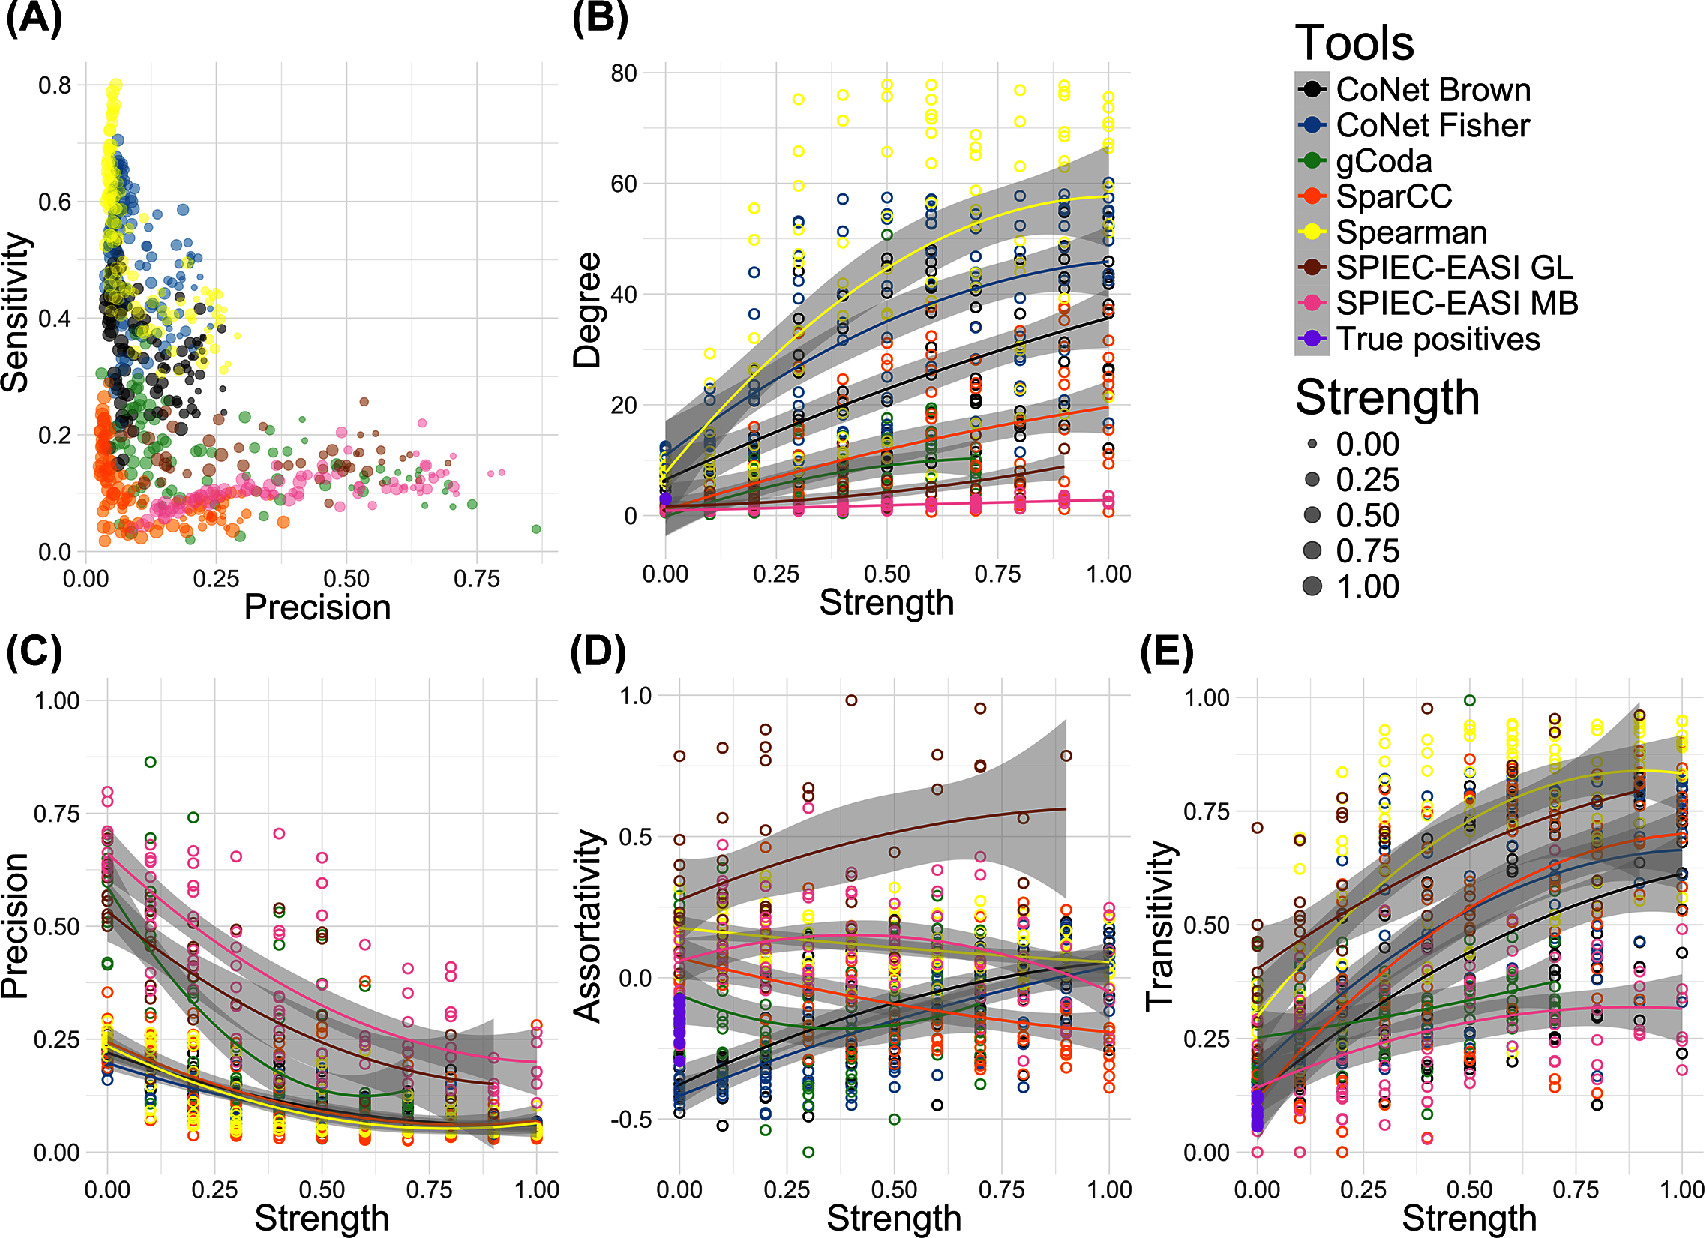 (A)
0.8
0.6
0.4
0.2
0.0
0.00 0.25 0.50 0.75
Sensitivity
Precision
(B)
80
60
40
20
0
0.00 0.25 0.50 0.75 1.00
Degree
Strength
Tools
CoNet Brown
CoNet Fisher
gCoda
SparCC
Spearman
SPIEC-EASI GL
SPIEC-EASI MB
True positives
Strength
0.00
0.25
0.50
0.75
1.00
(C)
1.00
0.75
0.50
0.25
0.00
0.00 0.25 0.50 0.75 1.00
Precision
Strength
(D)
1.0
0.5
0.0
-0.5
0.00 0.25 0.50 0.75 1.00
Assortativity
Strength
(E)
1.00
0.75
0.50
0.25
0.00
0.00 0.25 0.50 0.75 1.00
Transitivity
Strength